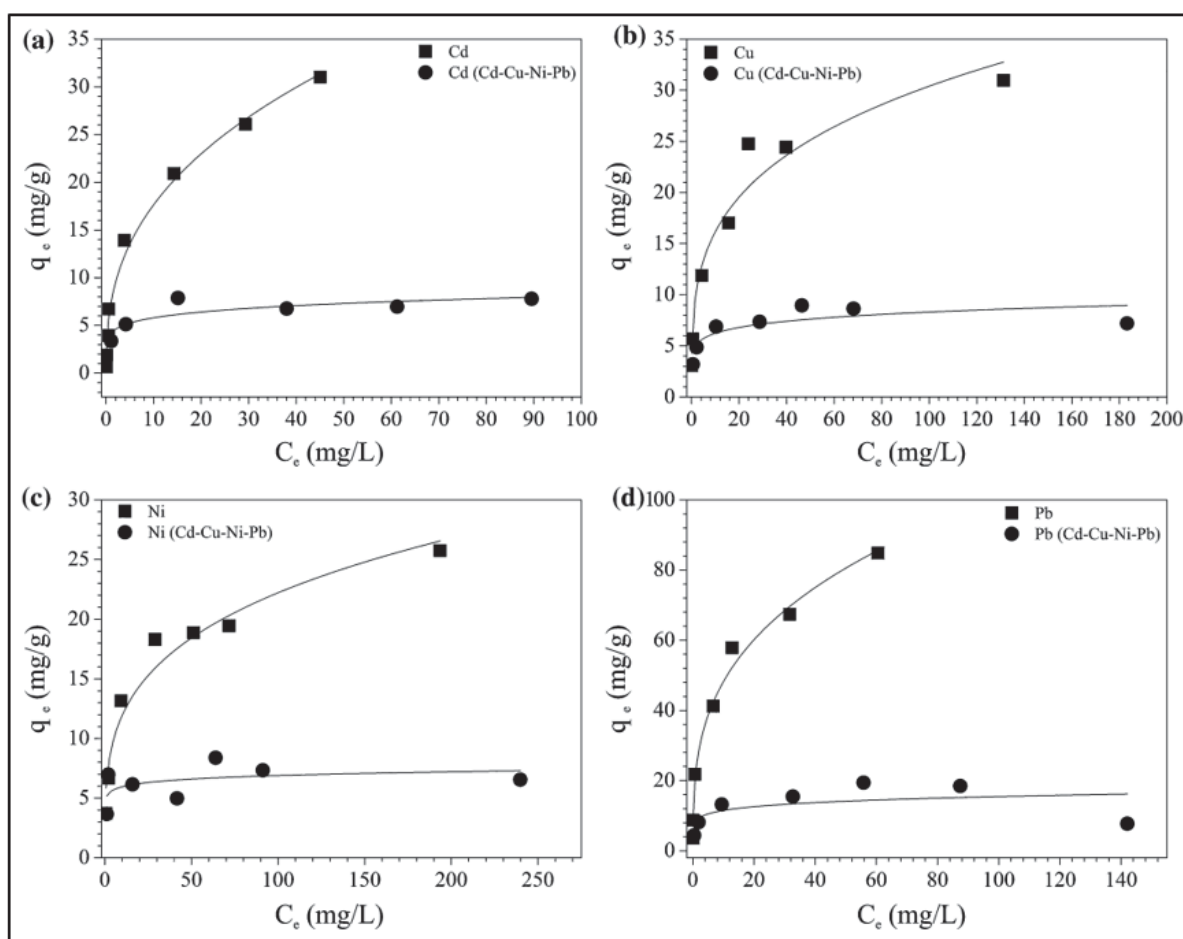 (a)
Cd
Cd (Cd-Cu-Ni-Pb)
35
30
25
20
15
10
5
0
q e (mg/g)
0 10 20 30 40 50 60 70 80 90 100
C e (mg/L)
(b)
Cu
Cu (Cd-Cu-Ni-Pb)
35
30
25
20
15
10
5
0
q e (mg/g)
0 20 40 60 80 100 120 140 160 180 200
C e (mg/L)
(c)
Ni
Ni (Cd-Cu-Ni-Pb)
30
25
20
15
10
5
0
q e (mg/g)
0 50 100 150 200 250
C e (mg/L)
(d)
Pb
Pb (Cd-Cu-Ni-Pb)
100
80
60
40
20
0
q e (mg/g)
0 20 40 60 80 100 120 140
C e (mg/L)